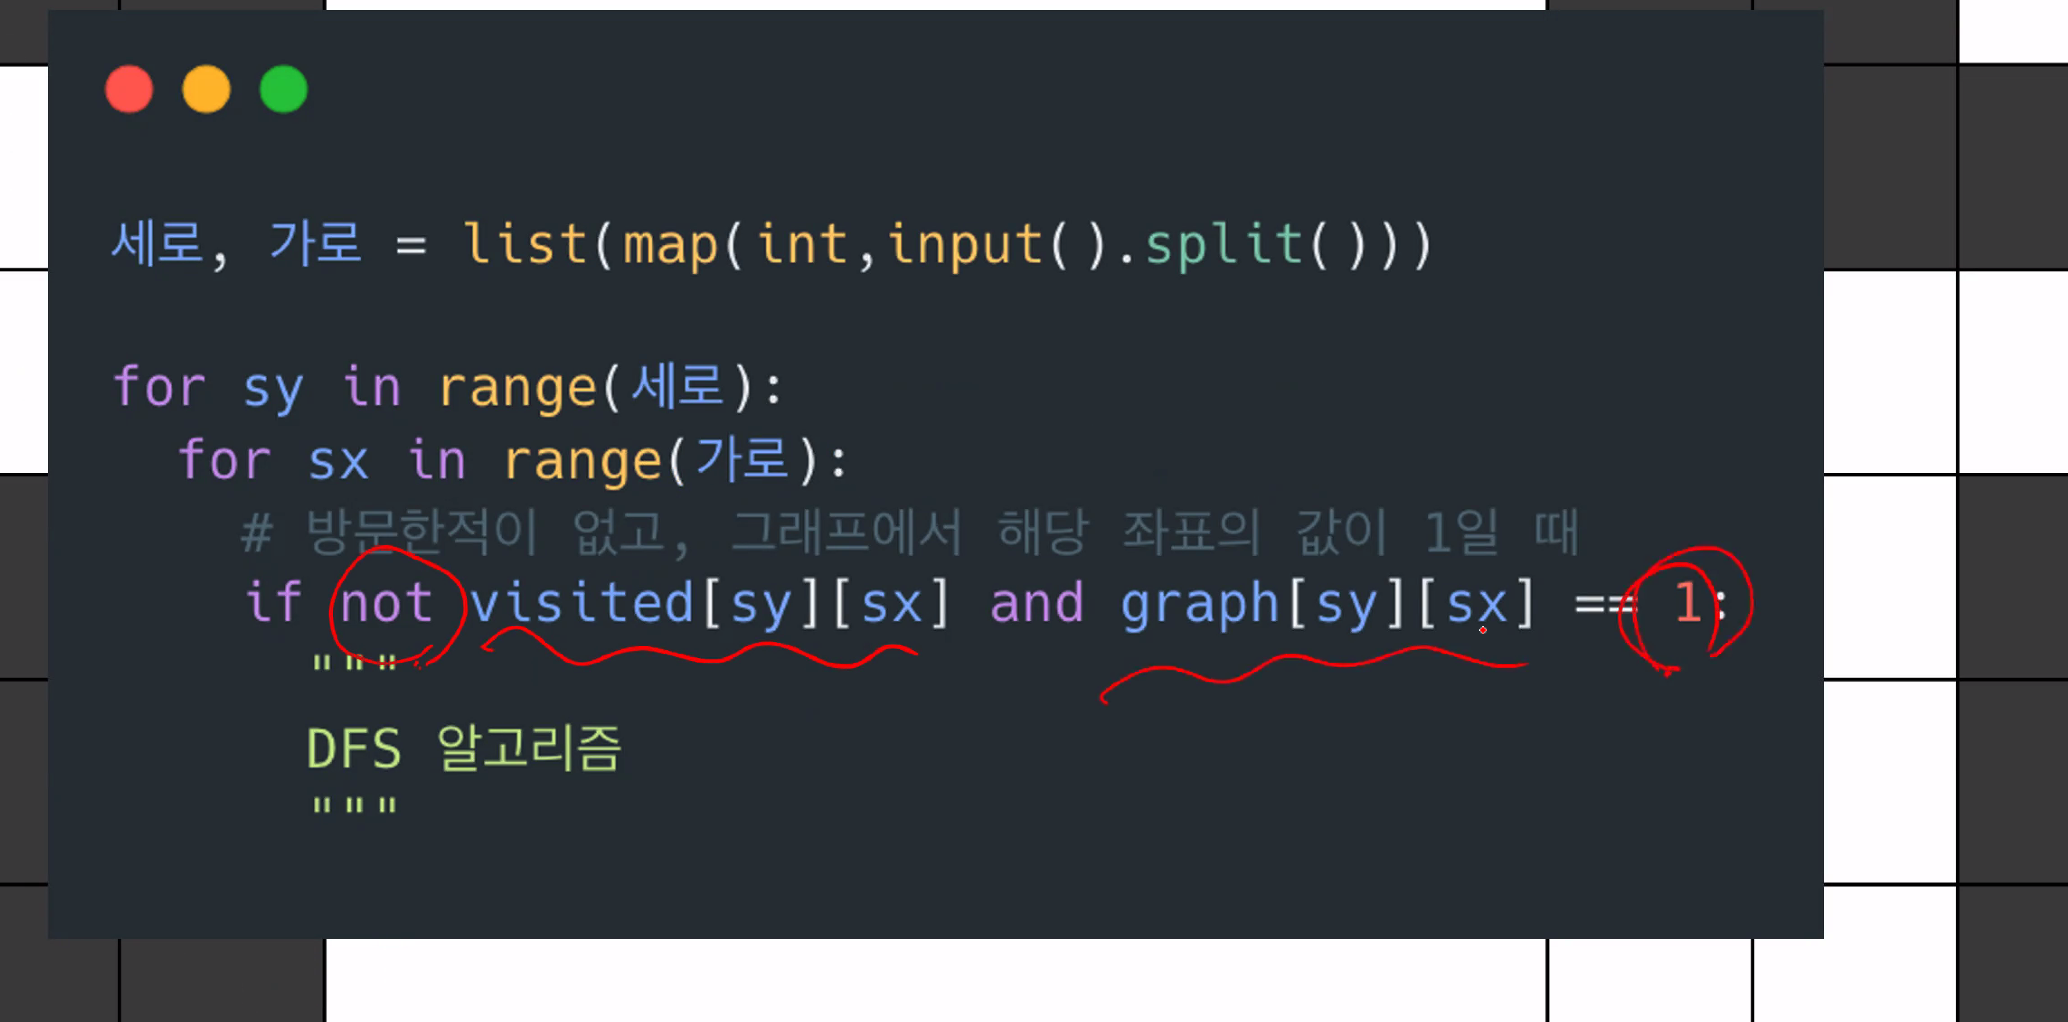 세로, 가로 = list(map(int,input().split()))
for sy in range(세로):
for sx in range(가로):
# 방문한적이 없고, 그래프에서 해당 좌표의 값이 1일 때
if not visited[sy][sx] and graph[sy][sx] == 1:
"""
DFS 알고리즘
"""